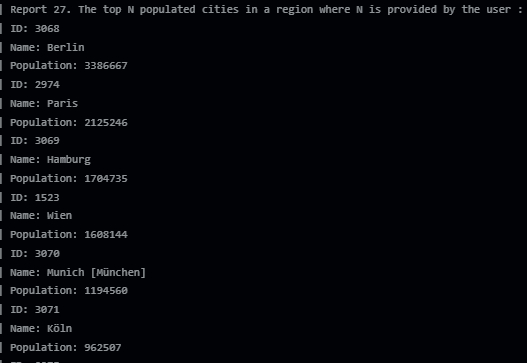 | Report 27. The top N populated cities in a region where N is provided by the user :
| ID: 3068
| Name: Berlin
| Population: 3386667
| ID: 2974
| Name: Paris
| Population: 2125246
| ID: 3069
| Name: Hamburg
| Population: 1704735
| ID: 1523
| Name: Wien
| Population: 1608144
| ID: 3070
| Name: Munich [München]
| Population: 1194560
| ID: 3071
| Name: Köln
| Population: 962507